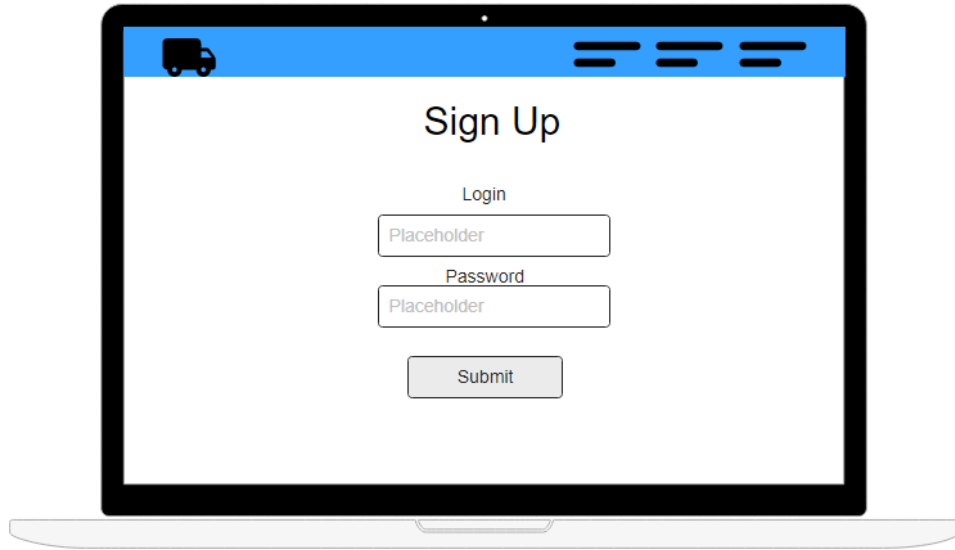 Sign Up
Login
Placeholder
Password
Placeholder
Submit